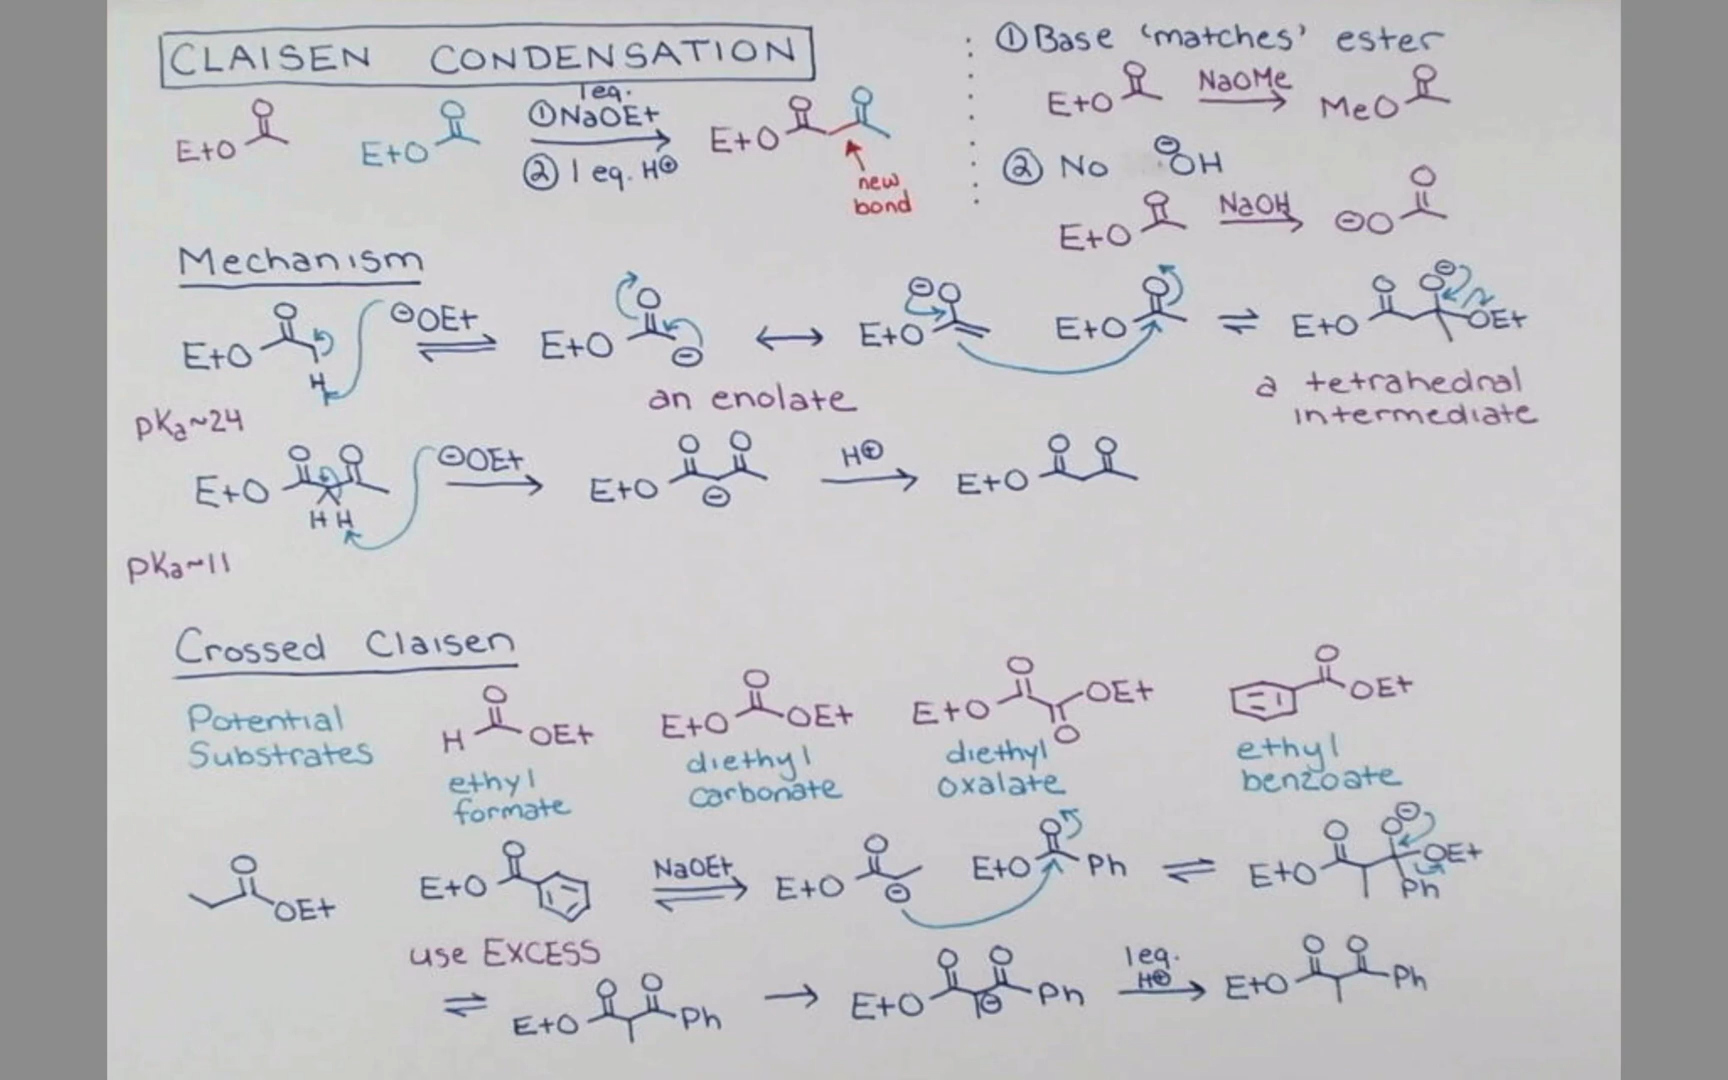 CLAISEN CONDENSATION
EtO O
EtO O
1eq.
① NaOEt
② 1 eq. H⊕
EtO O O
new
bond
① Base 'matches' ester
EtO O NaOMe MeO O
② No ⊖OH
EtO O NaOH ⊖O O
Mechanism
EtO O H ⊖OEt EtO O ⊖ ⊖O EtO EtO O EtO O O⊖ OEt
pKa~24
an enolate
a tetrahedral
intermediate
EtO O O H H ⊖OEt EtO O O ⊖ H⊕ EtO O O
pKa~11
Crossed Claisen
Potential
Substrates
H O OEt
ethyl
formate
EtO O OEt
diethyl
carbonate
EtO O O OEt
diethyl
oxalate
O OEt
ethyl
benzoate
O OEt EtO O NaOEt EtO O ⊖ EtO O Ph EtO O O⊖ OEt Ph
use EXCESS
EtO O O Ph EtO O O ⊖ Ph 1eq. H⊕ EtO O O Ph